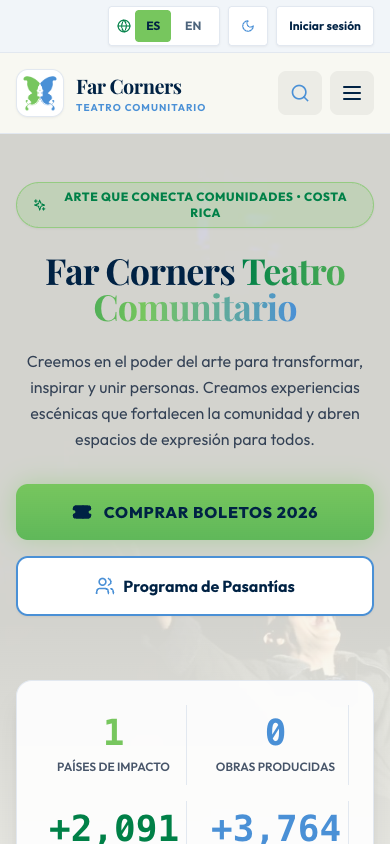 ES EN Iniciar sesión
Far Corners
TEATRO COMUNITARIO
ARTE QUE CONECTA COMUNIDADES • COSTA
RICA
Far Corners Teatro
Comunitario
Creemos en el poder del arte para transformar,
inspirar y unir personas. Creamos experiencias
escénicas que fortalecen la comunidad y abren
espacios de expresión para todos.
COMPRAR BOLETOS 2026
Programa de Pasantías
1 0
PAÍSES DE IMPACTO OBRAS PRODUCIDAS
+2,091 +3,764